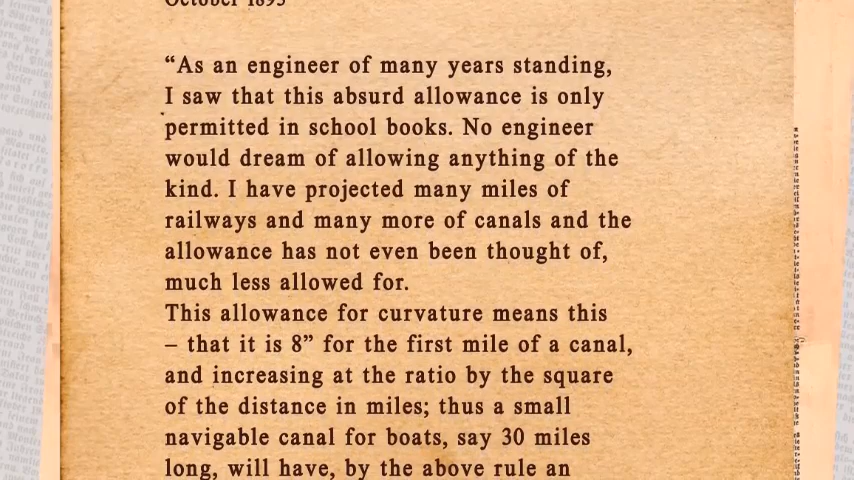 October 1895
“As an engineer of many years standing,
I saw that this absurd allowance is only
permitted in school books. No engineer
would dream of allowing anything of the
kind. I have projected many miles of
railways and many more of canals and the
allowance has not even been thought of,
much less allowed for.
This allowance for curvature means this
– that it is 8” for the first mile of a canal,
and increasing at the ratio by the square
of the distance in miles; thus a small
navigable canal for boats, say 30 miles
long, will have, by the above rule an